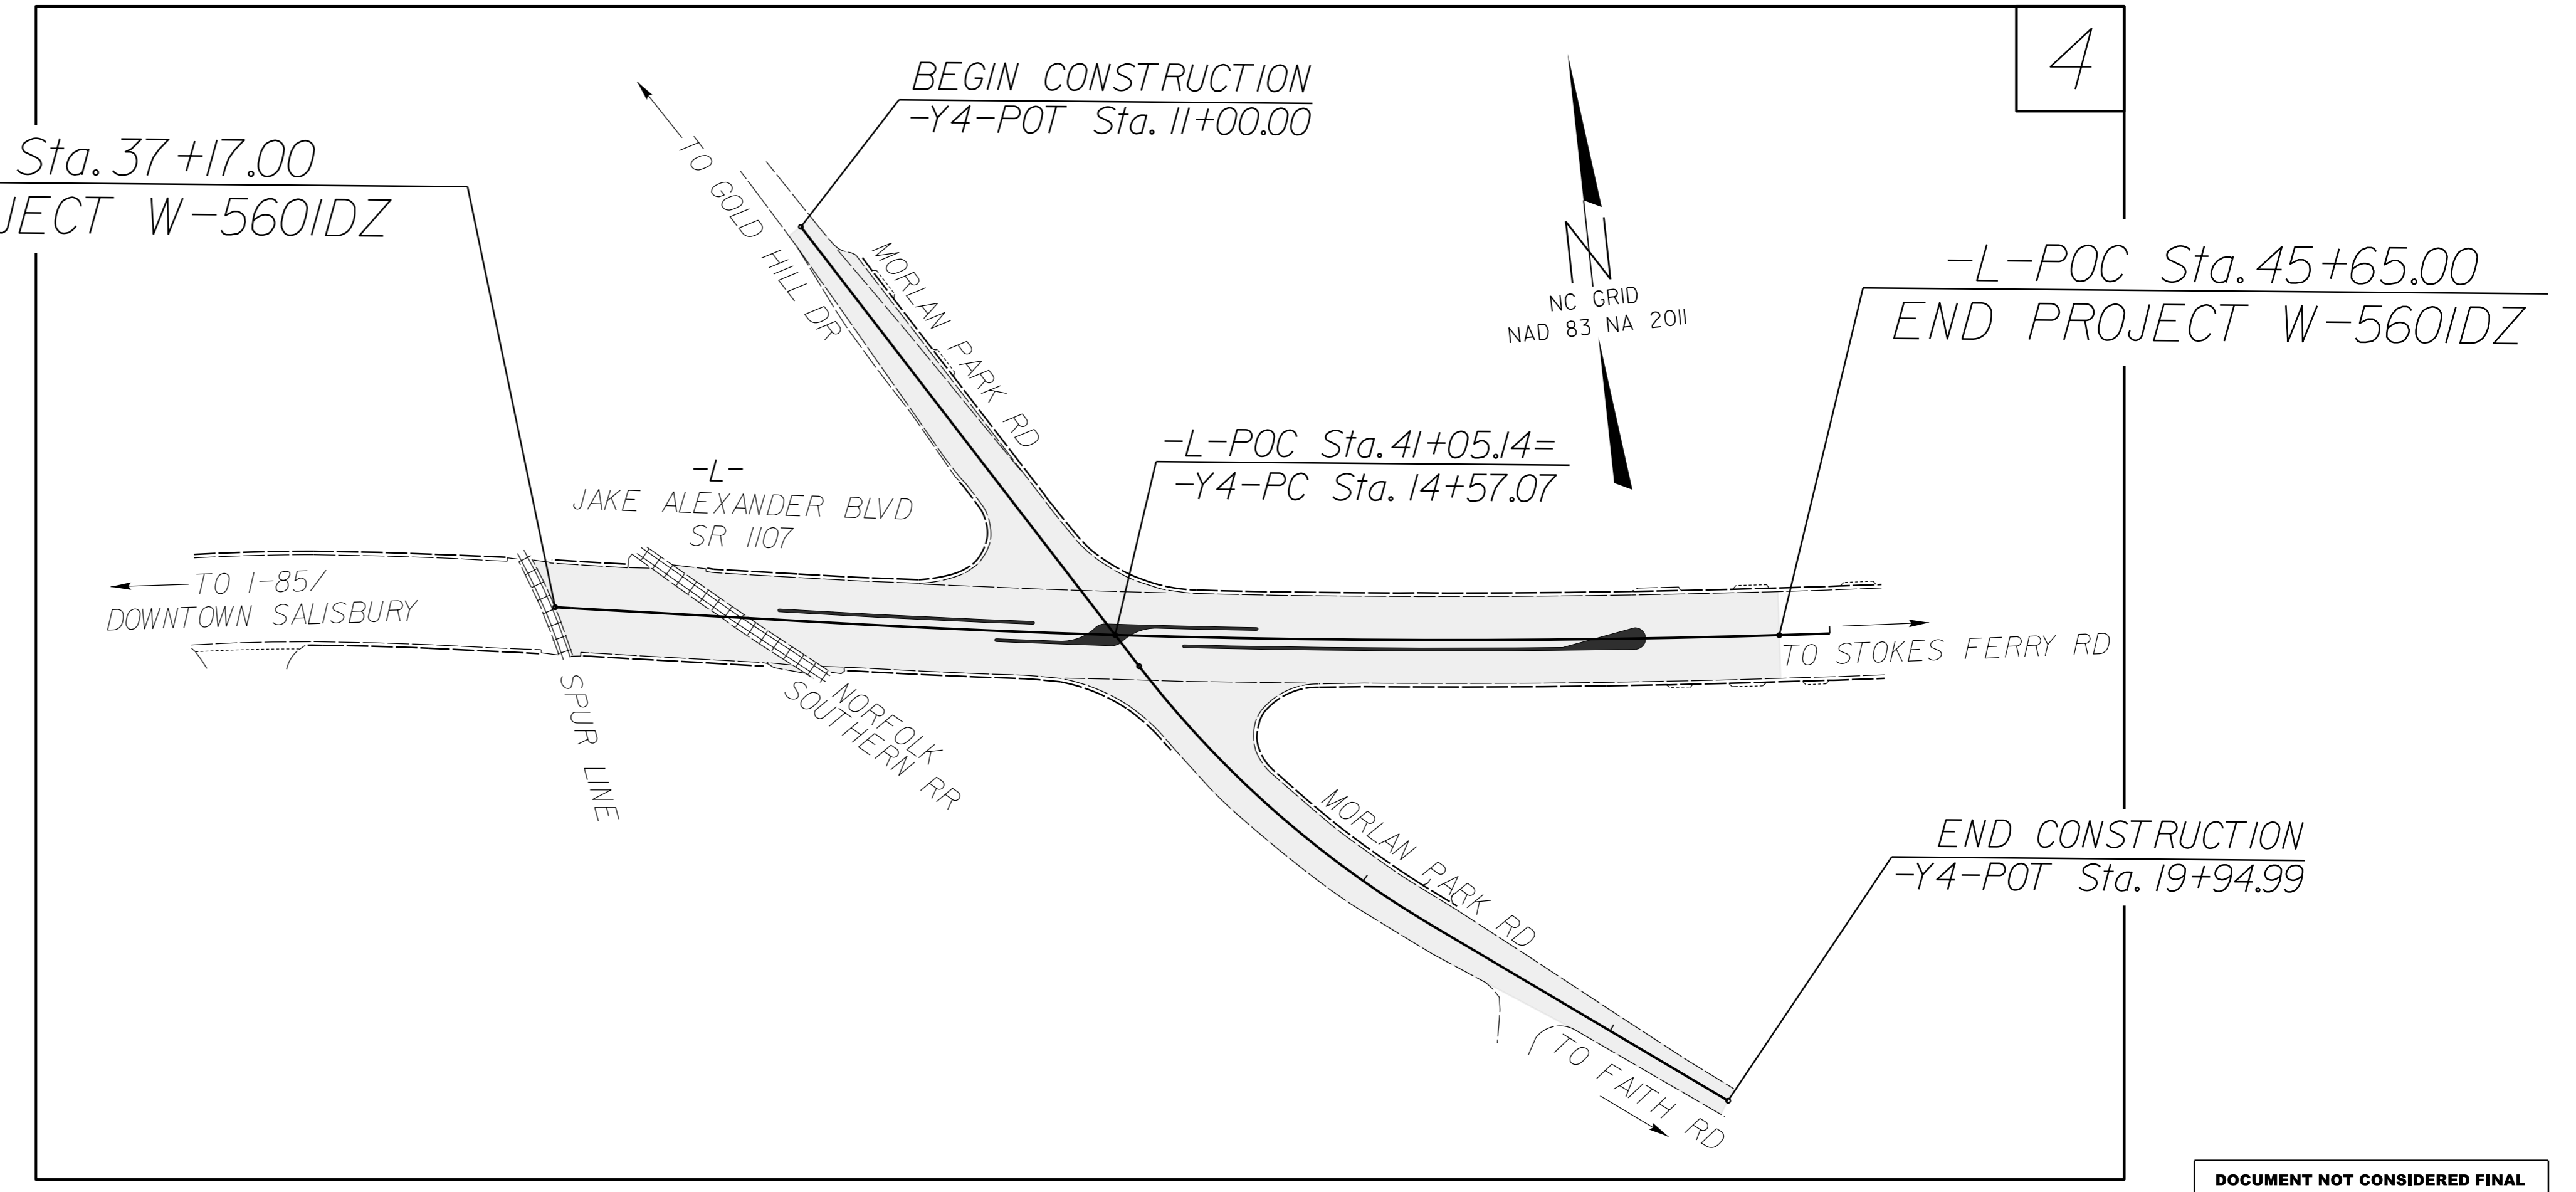 4
BEGIN CONSTRUCTION
-Y4-POT Sta. 11+00.00
Sta. 37+17.00
JECT W-5601DZ
TO GOLD HILL DR
MORLAN PARK RD
N
NC GRID
NAD 83 NA 2011
-L-POC Sta. 45+65.00
END PROJECT W-5601DZ
-L-POC Sta. 41+05.14=
-Y4-PC Sta. 14+57.07
-L-
JAKE ALEXANDER BLVD
SR 1107
TO I-85/
DOWNTOWN SALISBURY
TO STOKES FERRY RD
SPUR LINE
NORFOLK
SOUTHERN RR
MORLAN PARK RD
END CONSTRUCTION
-Y4-POT Sta. 19+94.99
TO FAITH RD
DOCUMENT NOT CONSIDERED FINAL